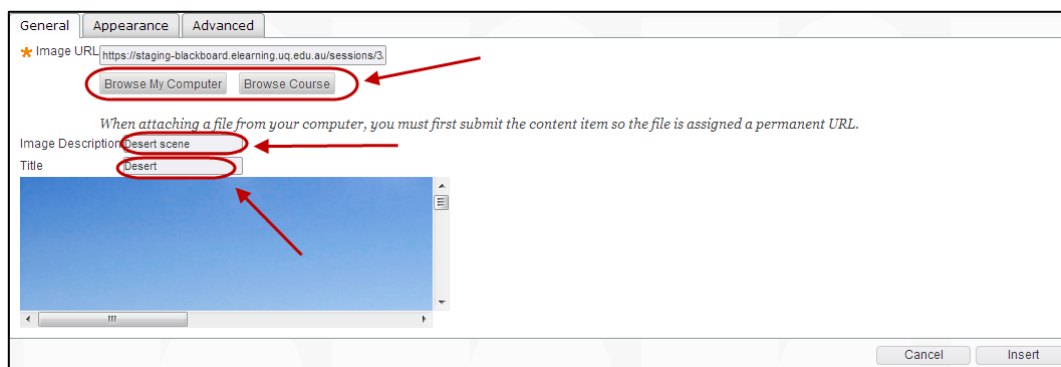 General Appearance Advanced
Image URL https://staging-blackboard.elearning.uq.edu.au/sessions/3.
Browse My Computer Browse Course
When attaching a file from your computer, you must first submit the content item so the file is assigned a permanent URL.
Image Description Desert scene
Title Desert
Cancel Insert